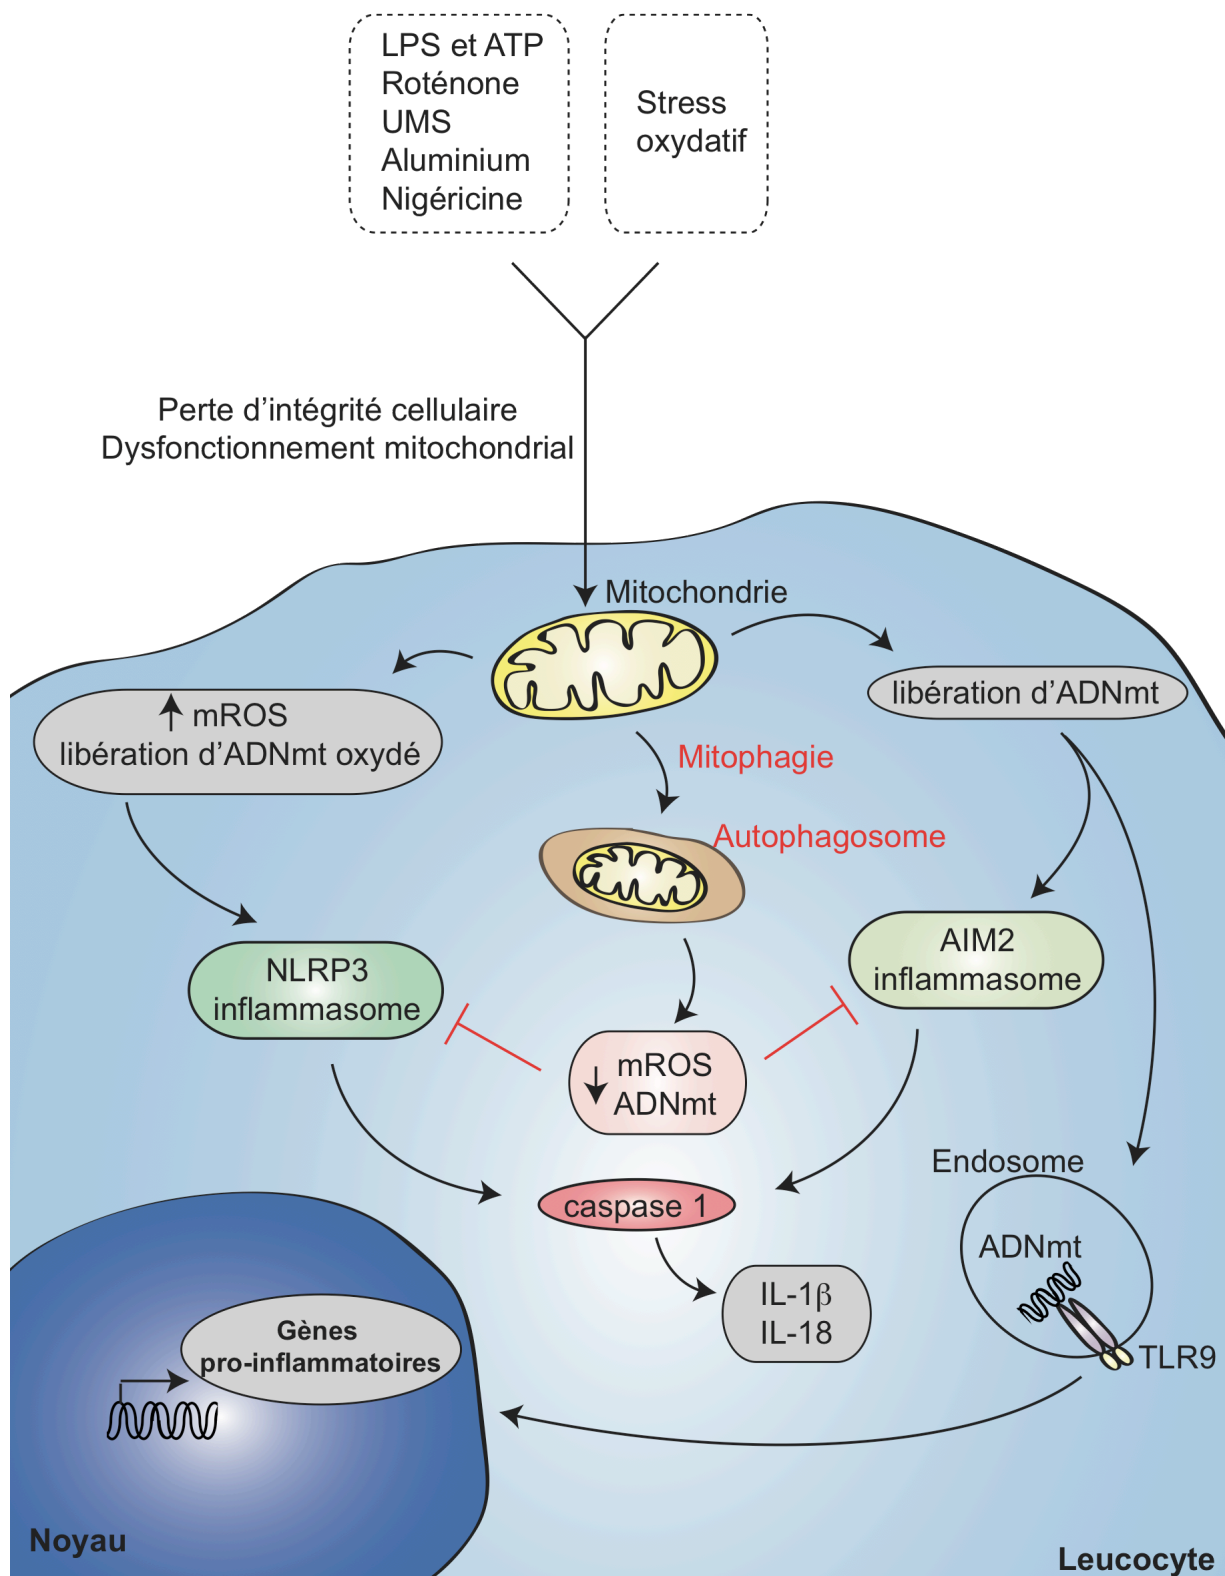 LPS et ATP
Roténone
UMS
Aluminium
Nigéricine
Stress
oxydatif
Perte d’intégrité cellulaire
Dysfonctionnement mitochondrial
Mitochondrie
mROS
libération d’ADNmt oxydé
libération d’ADNmt
Mitophagie
Autophagosome
NLRP3
inflammasome
AIM2
inflammasome
mROS
ADNmt
caspase 1
IL-1β
IL-18
Endosome
ADNmt
TLR9
Gènes
pro-inflammatoires
Noyau
Leucocyte